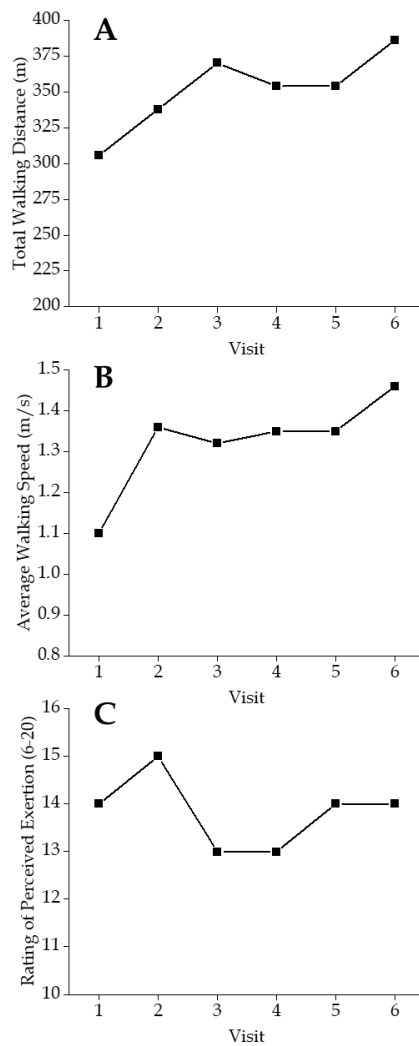 A
Total Walking Distance (m)
400
375
350
325
300
275
250
225
200
1 2 3 4 5 6
Visit
B
Average Walking Speed (m/s)
1.5
1.4
1.3
1.2
1.1
1.0
0.9
0.8
1 2 3 4 5 6
Visit
C
Rating of Perceived Exertion (6-20)
16
15
14
13
12
11
10
1 2 3 4 5 6
Visit